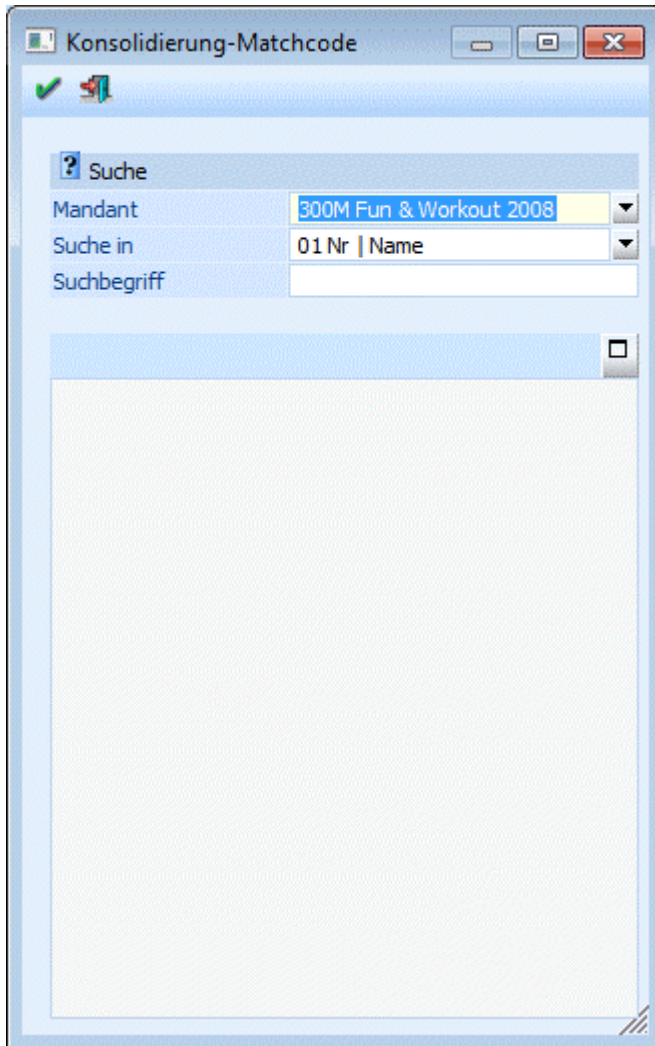 Konsolidierung-Matchcode
? Suche
Mandant 300M Fun & Workout 2008
Suche in 01 Nr | Name
Suchbegriff